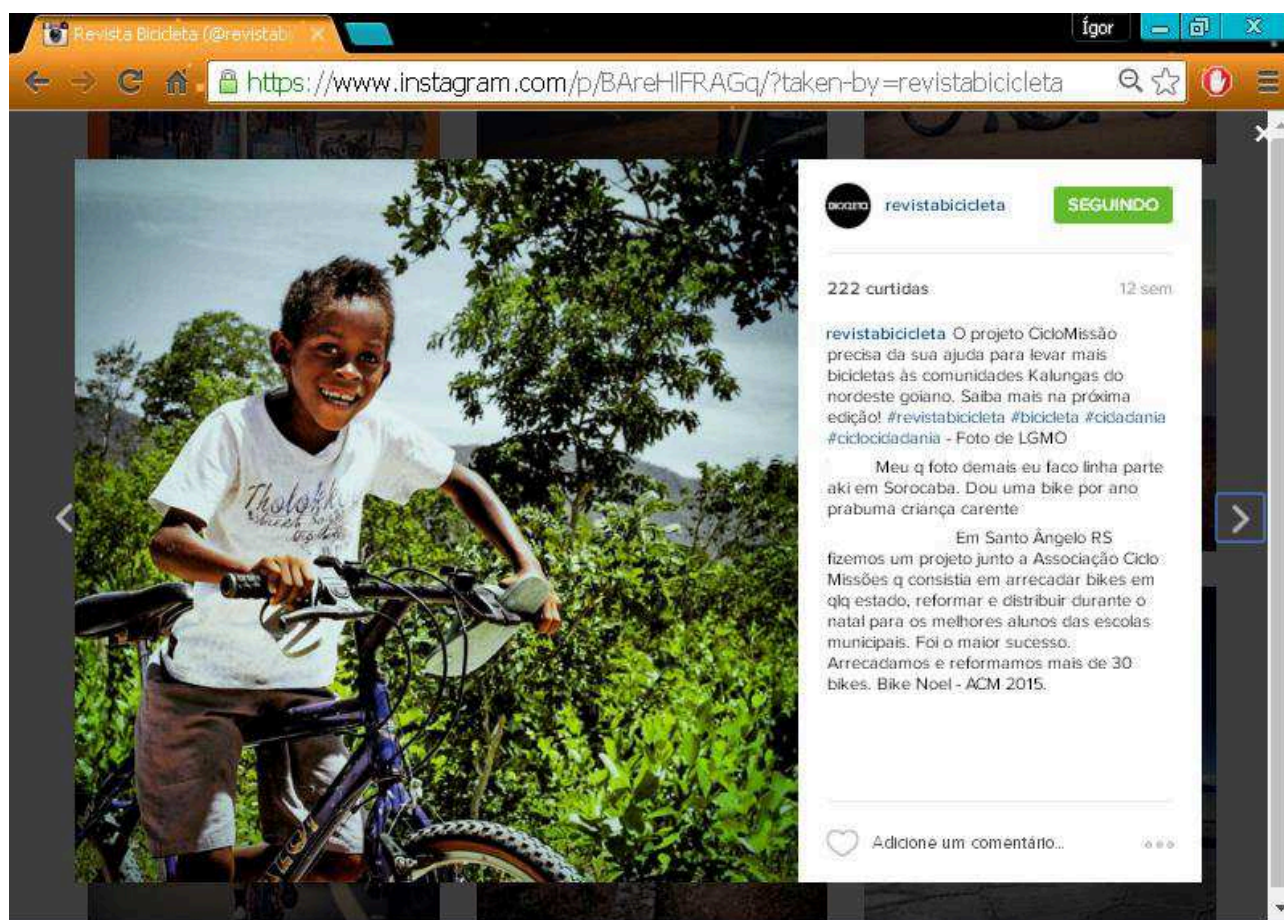 Revista Bicicleta (@revistabi
Ígor
https://www.instagram.com/p/BAreHlFRAGq/?taken-by=revistabicicleta
BICICLETA
revistabicicleta
SEGUINDO
222 curtidas
12 sem
revistabicicleta O projeto CicloMissão
precisa da sua ajuda para levar mais
bicicletas às comunidades Kalungas do
nordeste goiano. Saiba mais na próxima
edição! #revistabicicleta #bicicleta #cidadania
#ciclocidadania - Foto de LGMO
Meu q foto demais eu faco linha parte
aki em Sorocaba. Dou uma bike por ano
prabuma criança carente
Em Santo Ângelo RS
fizemos um projeto junto a Associação Ciclo
Missões q consistia em arrecadar bikes em
qlq estado, reformar e distribuir durante o
natal para os melhores alunos das escolas
municipais. Foi o maior sucesso.
Arrecadamos e reformamos mais de 30
bikes. Bike Noel - ACM 2015.
Adicione um comentário...